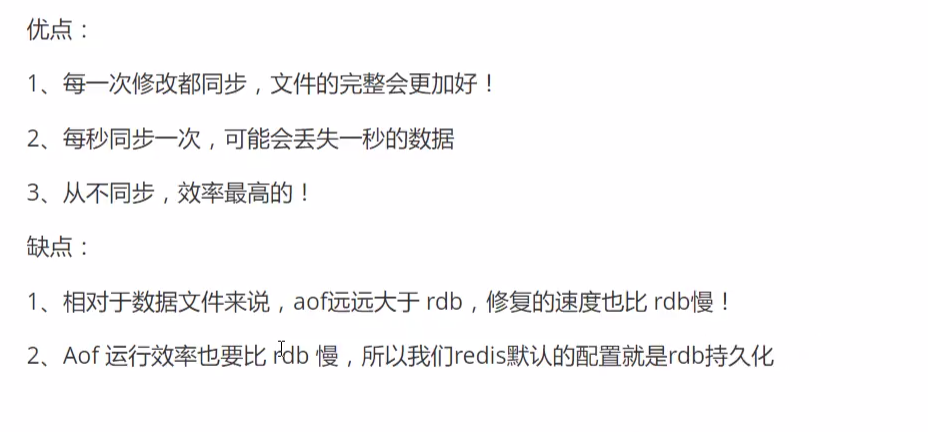 优点：
1、每一次修改都同步，文件的完整会更加好！
2、每秒同步一次，可能会丢失一秒的数据
3、从不同步，效率最高的！
缺点：
1、相对于数据文件来说，aof远远大于 rdb，修复的速度也比 rdb慢！
2、Aof 运行效率也要比 rdb 慢，所以我们redis默认的配置就是rdb持久化